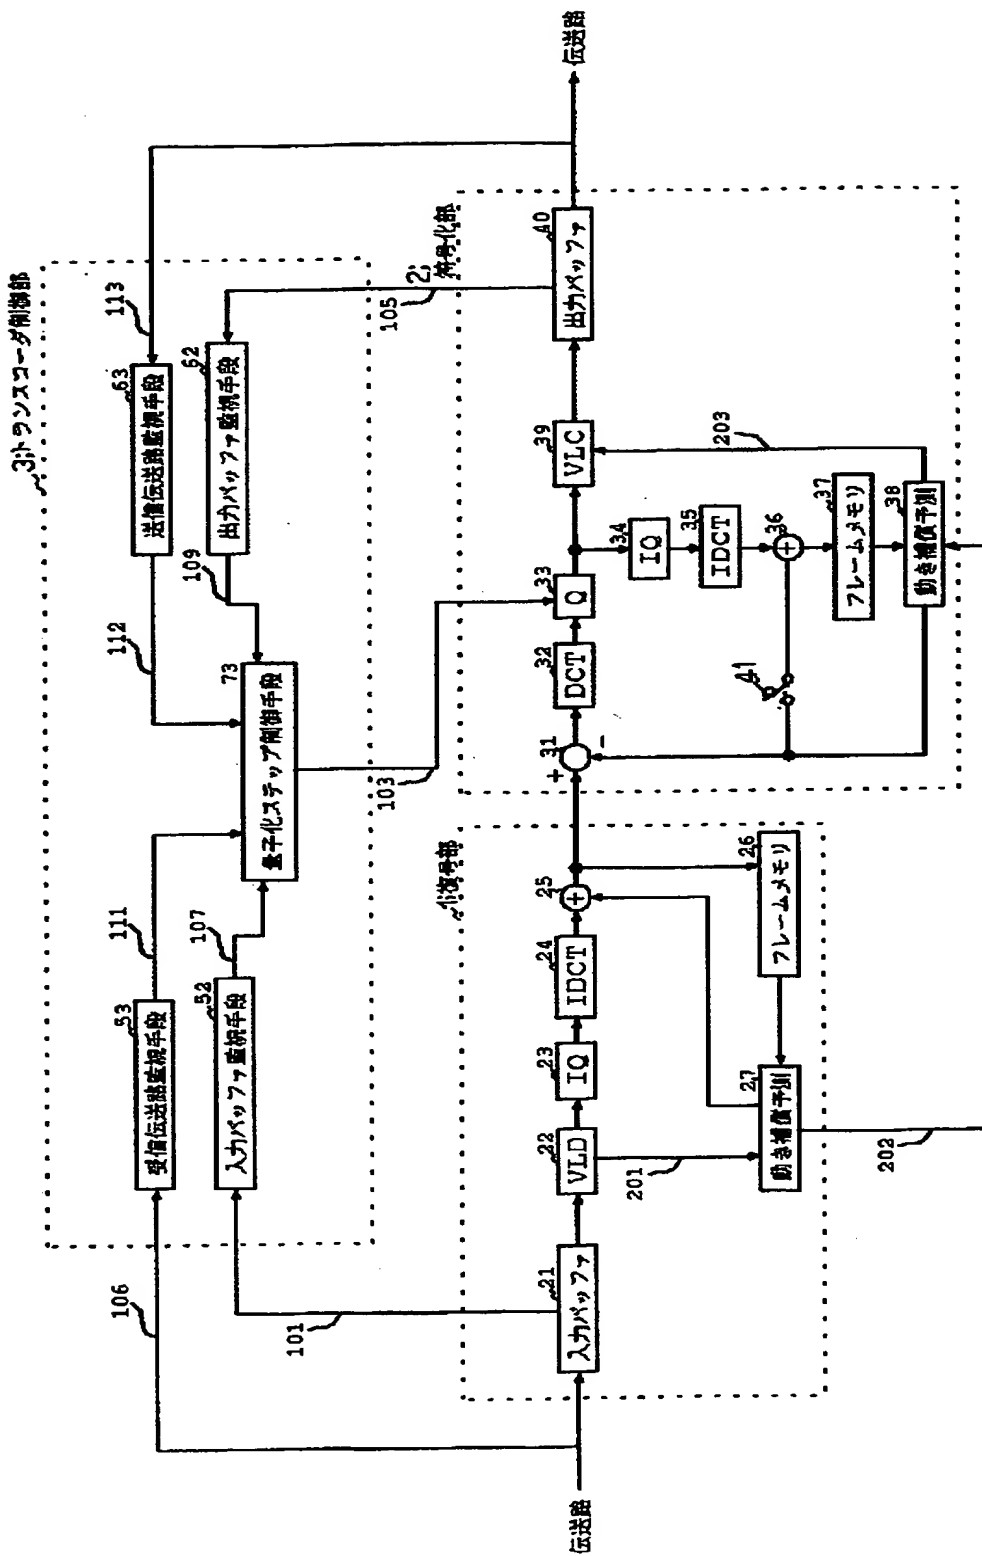 3;トランスコーダ制御部
106
53
受信伝送路監視手段
111
112
63
送信伝送路監視手段
113
52
入力バッファ監視手段
107
73
量子化ステップ制御手段
109
62
出力バッファ監視手段
101
103
105
1;復号部
2;符号化部
伝送路
21
入力バッファ
22
VLD
23
IQ
24
IDCT
25
+
+
31
-
32
DCT
33
Q
39
VLC
40
出力バッファ
伝送路
34
IQ
35
IDCT
36
+
41
203
201
27
動き補償予測
26
フレームメモリ
37
フレームメモリ
38
動き補償予測
202